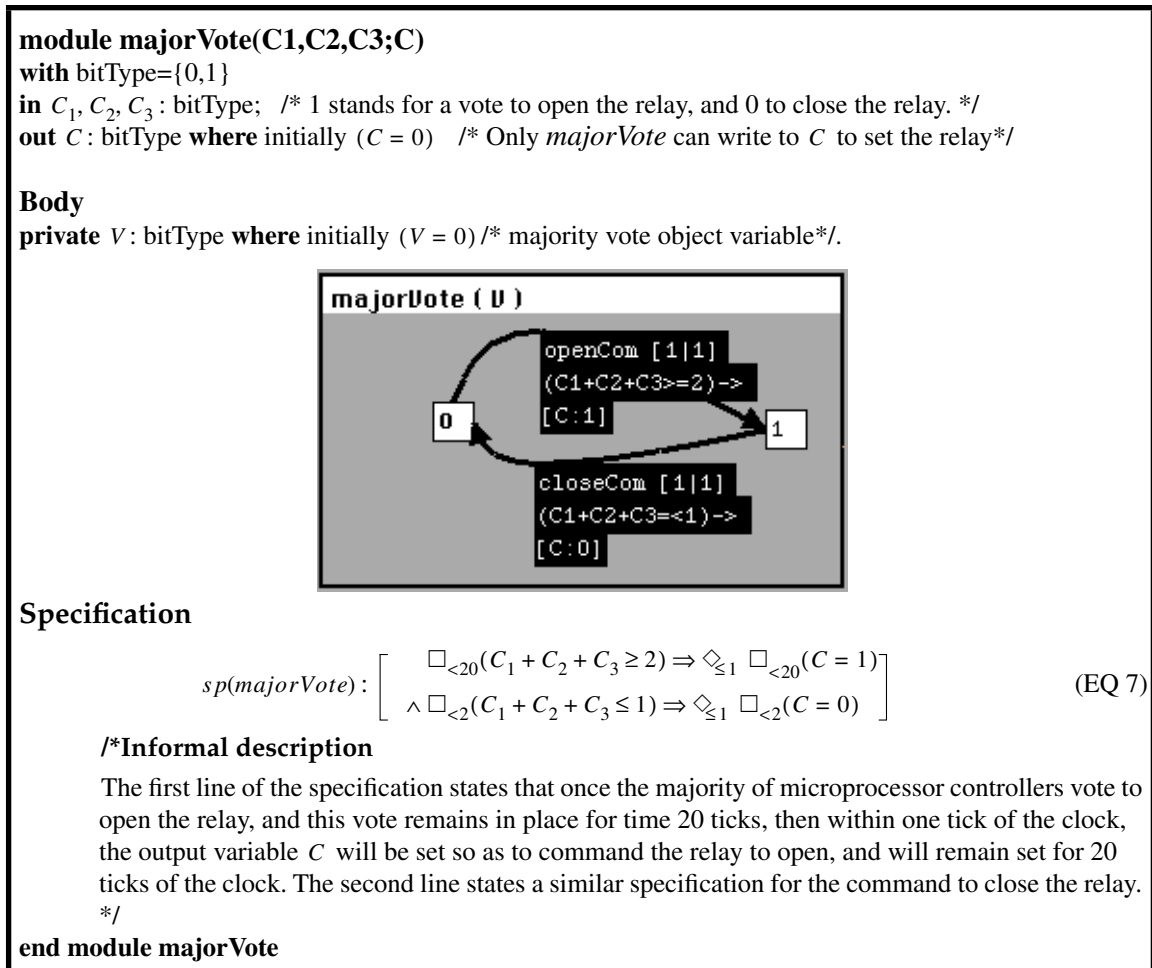 module majorVote(C1,C2,C3;C)
with bitType={0,1}
in C₁, C₂, C₃ : bitType; /* 1 stands for a vote to open the relay, and 0 to close the relay. */
out C : bitType where initially (C = 0) /* Only majorVote can write to C to set the relay*/
Body
private V : bitType where initially (V = 0) /* majority vote object variable*/.
majorVote ( V )
openCom [1|1]
(C1+C2+C3>=2)->
[C:1]
0
1
closeCom [1|1]
(C1+C2+C3=<1)->
[C:0]
Specification
□<20(C₁ + C₂ + C₃ ≥ 2) ⇒ ◇≤1 □<20(C = 1)
sp(majorVote) : (EQ 7)
∧ □<2(C₁ + C₂ + C₃ ≤ 1) ⇒ ◇≤1 □<2(C = 0)
/*Informal description
The first line of the specification states that once the majority of microprocessor controllers vote to
open the relay, and this vote remains in place for time 20 ticks, then within one tick of the clock,
the output variable C will be set so as to command the relay to open, and will remain set for 20
ticks of the clock. The second line states a similar specification for the command to close the relay.
*/
end module majorVote